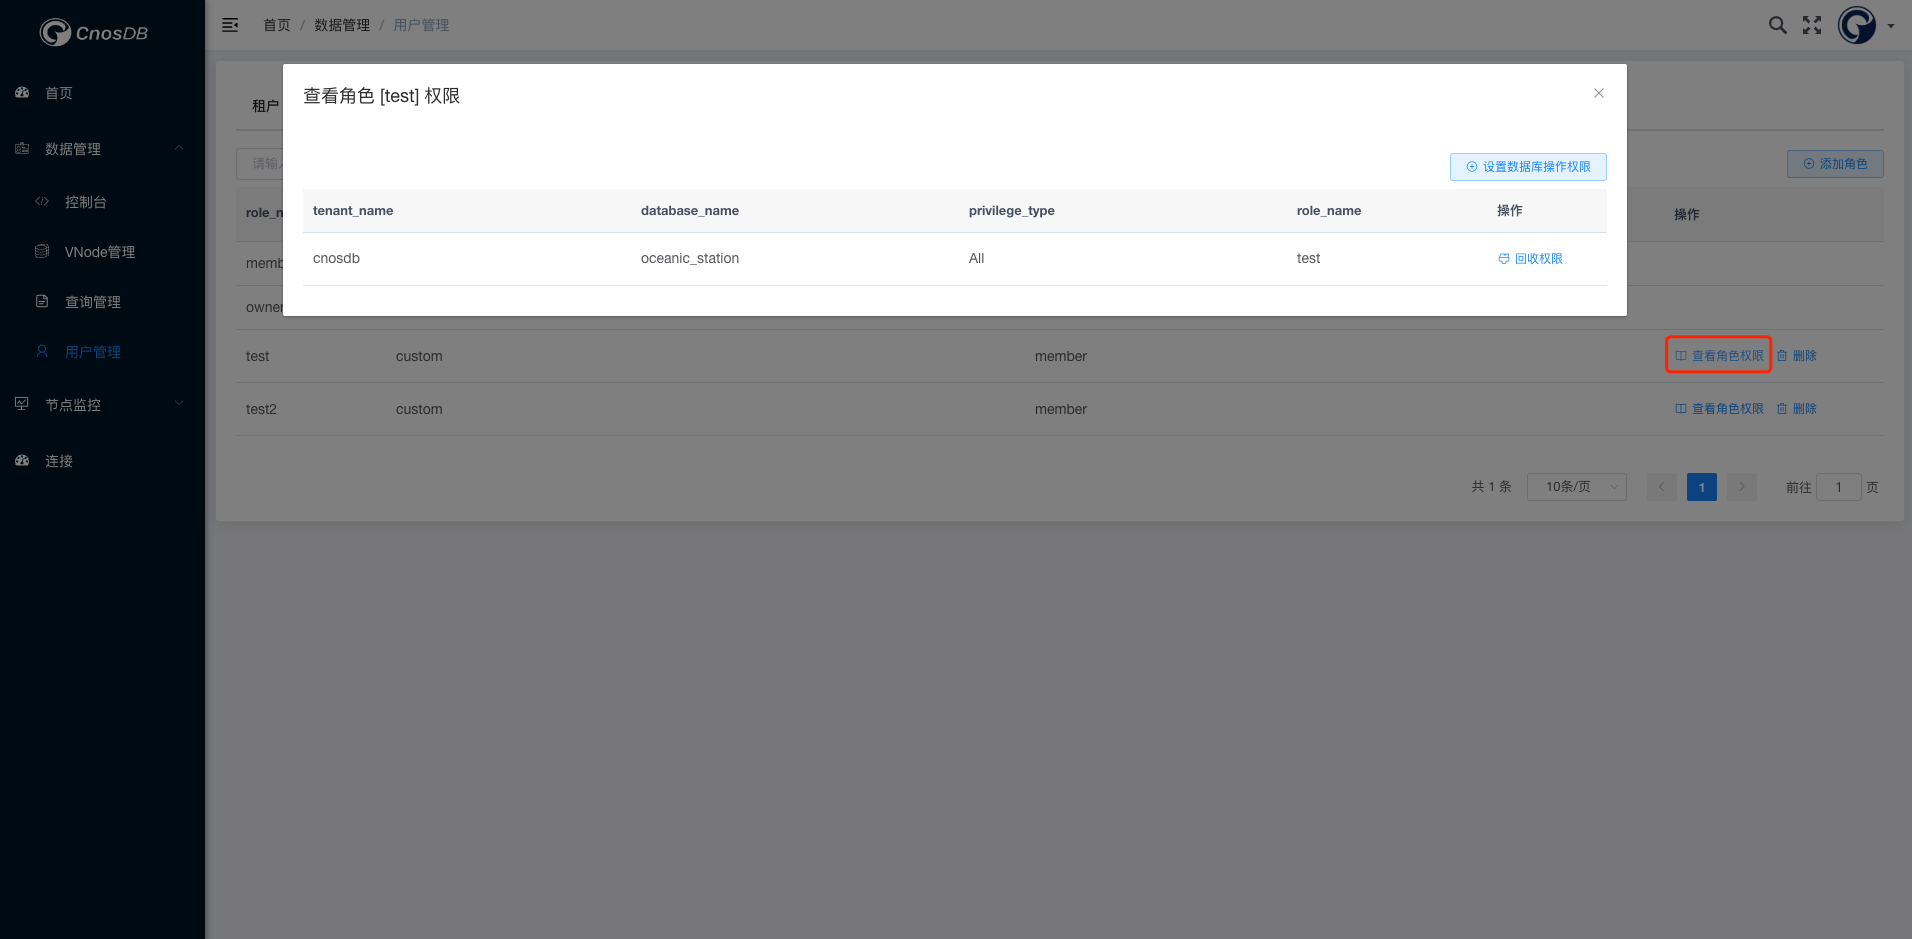 CnosDB
首页 / 数据管理 / 用户管理
首页
数据管理
控制台
VNode管理
查询管理
用户管理
节点监控
连接
租户
请输
添加角色
查看角色 [test] 权限
设置数据库操作权限
tenant_name database_name privilege_type role_name 操作
cnosdb oceanic_station All test 回收权限
role_n 操作
memb
owner
test custom member 查看角色权限 删除
test2 custom member 查看角色权限 删除
共 1 条 10条/页 1 前往 1 页